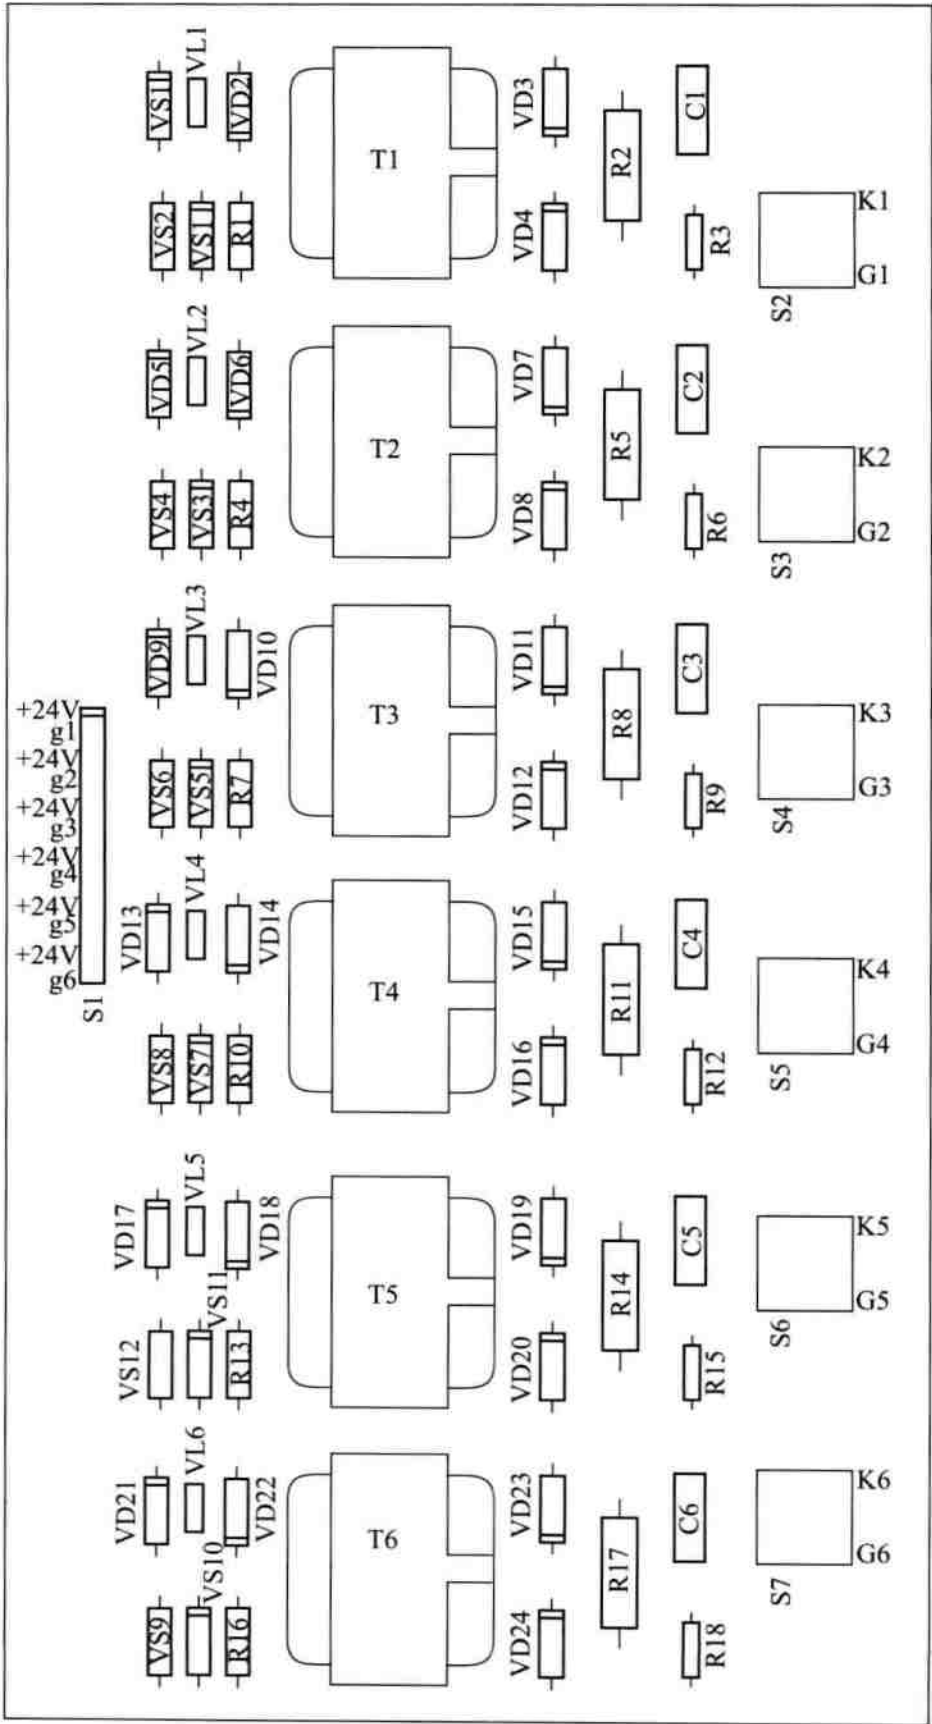 VS1
VL1
VD2
VS2
VS1
R1
T1
VD3
VD4
R2
C1
R3
K1
G1
S2
VD5
VL2
VD6
VS4
VS3
R4
T2
VD7
VD8
R5
C2
R6
K2
G2
S3
VD9
VL3
VD10
VS6
VS5
R7
T3
VD11
VD12
R8
C3
R9
K3
G3
S4
+24V
g1
+24V
g2
+24V
g3
+24V
g4
+24V
g5
+24V
g6
S1
VD13
VL4
VD14
VS8
VS7
R10
T4
VD15
VD16
R11
C4
R12
K4
G4
S5
VD17
VL5
VD18
VS12
VS11
R13
T5
VD19
VD20
R14
C5
R15
K5
G5
S6
VD21
VL6
VD22
VS9
VS10
R16
T6
VD23
VD24
R17
C6
R18
K6
G6
S7